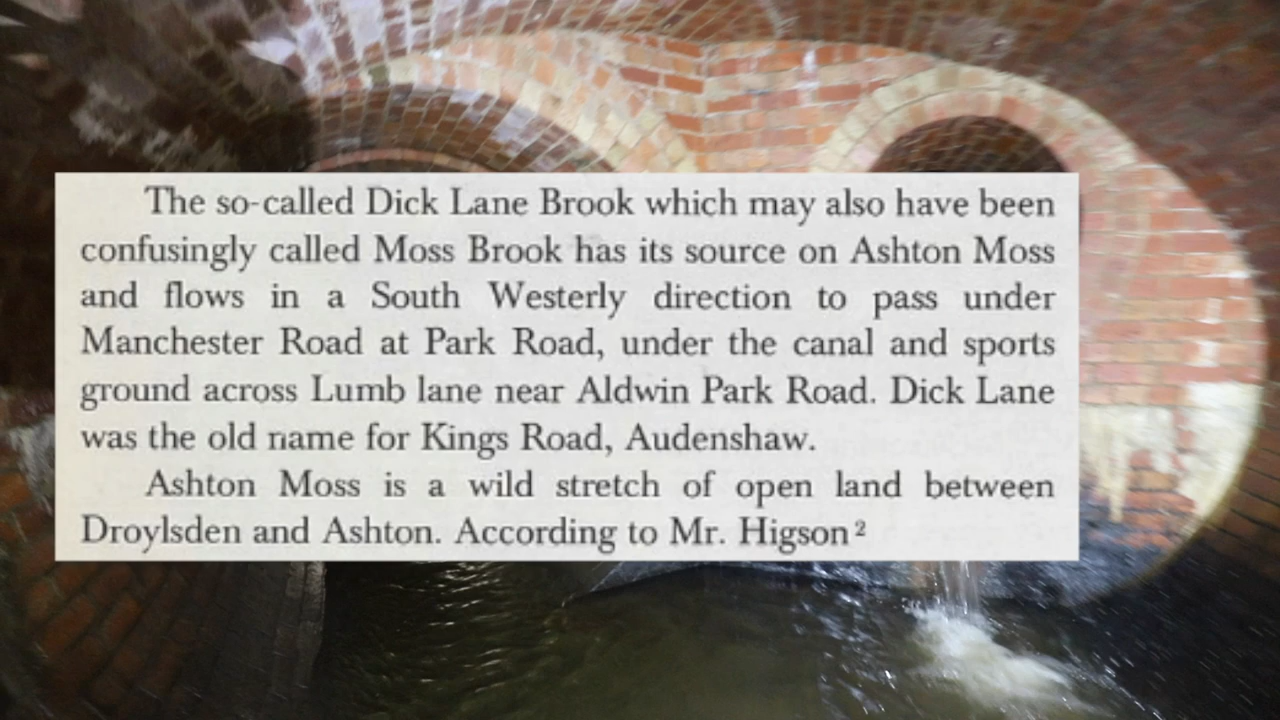 The so-called Dick Lane Brook which may also have been
confusingly called Moss Brook has its source on Ashton Moss
and flows in a South Westerly direction to pass under
Manchester Road at Park Road, under the canal and sports
ground across Lumb lane near Aldwin Park Road. Dick Lane
was the old name for Kings Road, Audenshaw.
Ashton Moss is a wild stretch of open land between
Droylsden and Ashton. According to Mr. Higson²